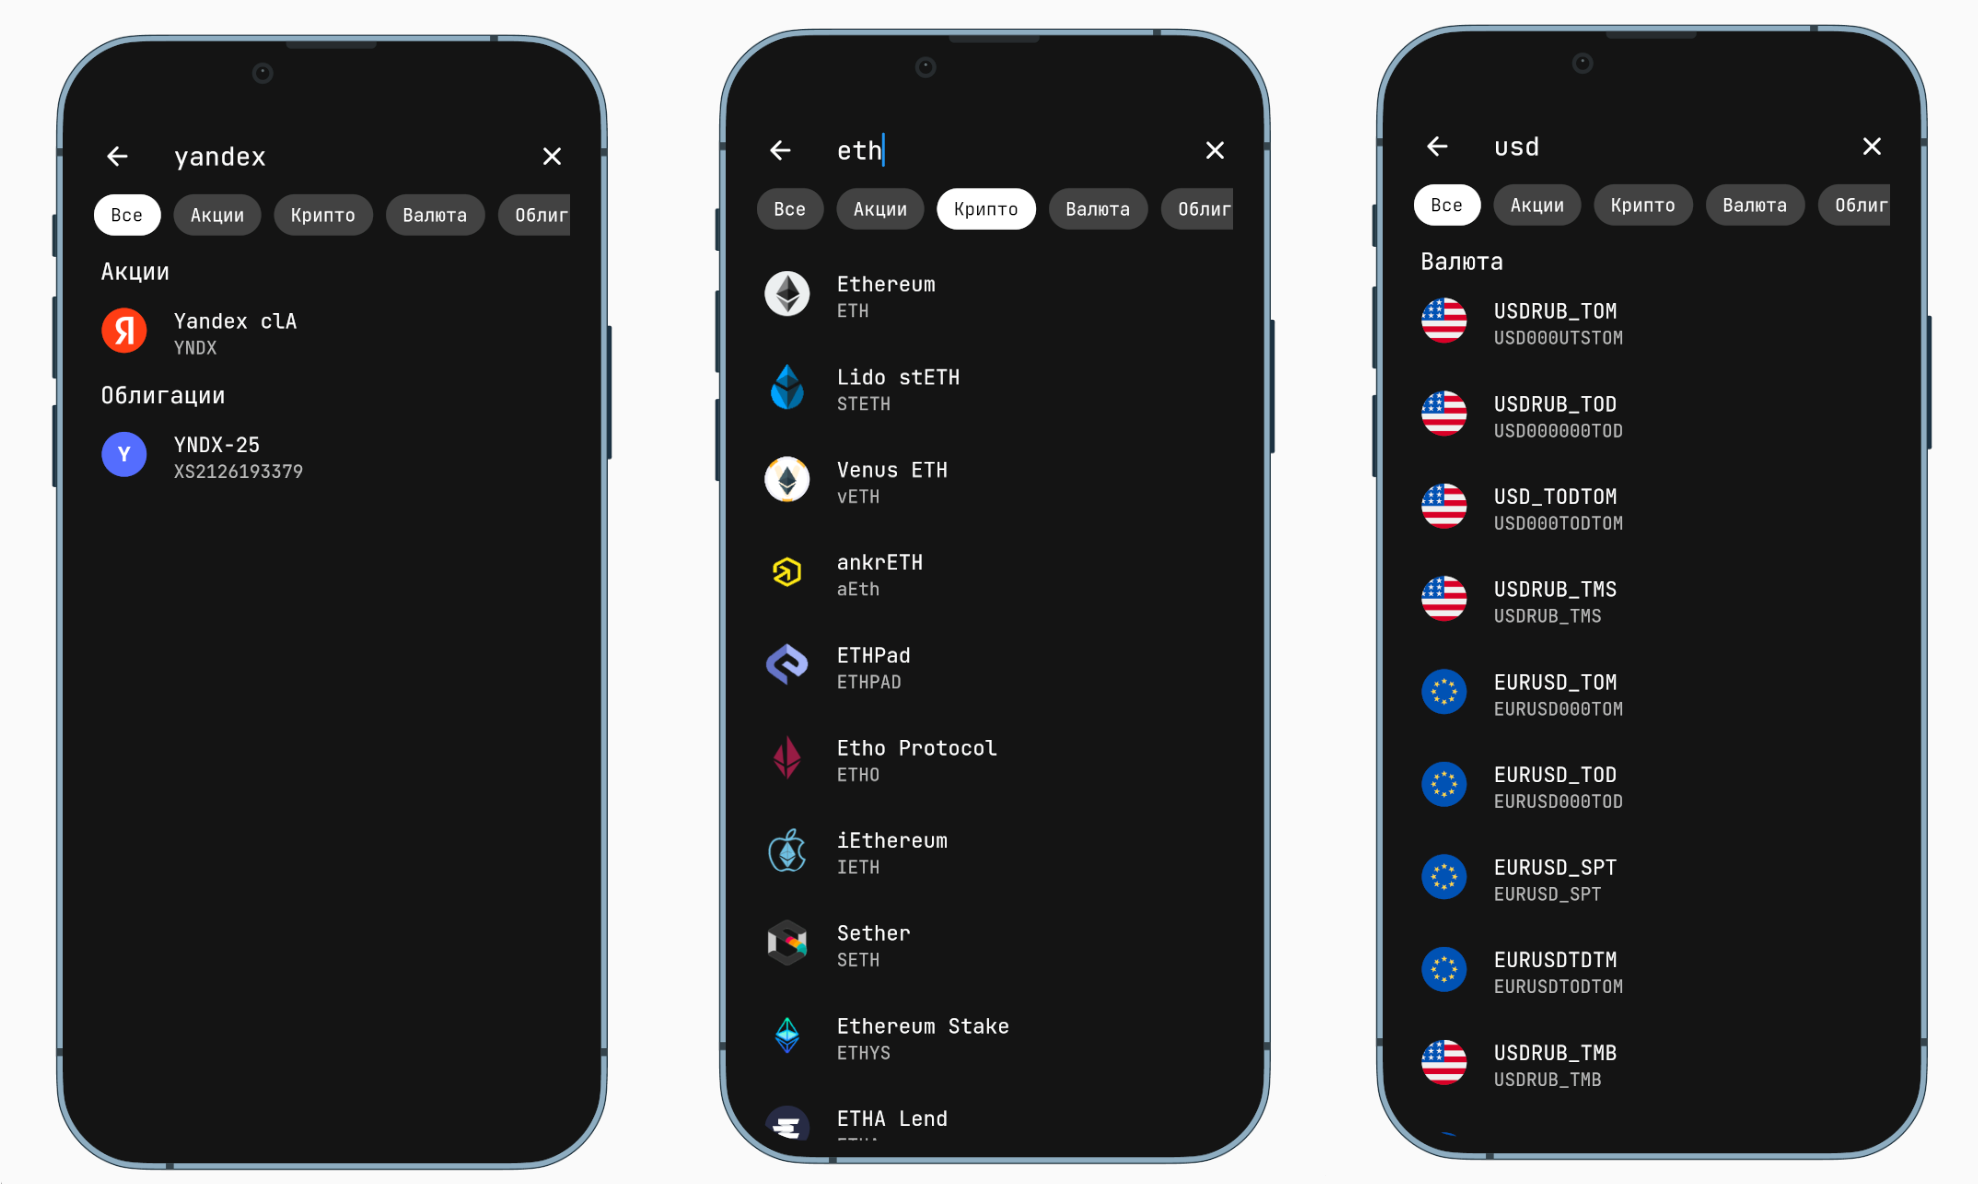 yandex
Все Акции Крипто Валюта Облиг
Акции
Я
Yandex clA
YNDX
Облигации
Y
YNDX-25
XS2126193379
eth
Все Акции Крипто Валюта Облиг
Ethereum
ETH
Lido stETH
STETH
Venus ETH
vETH
ankrETH
aEth
ETHPad
ETHPAD
Etho Protocol
ETHO
iEthereum
IETH
Sether
SETH
Ethereum Stake
ETHYS
ETHA Lend
usd
Все Акции Крипто Валюта Облиг
Валюта
USDRUB_TOM
USD000UTSTOM
USDRUB_TOD
USD000000TOD
USD_TODTOM
USD000TODTOM
USDRUB_TMS
USDRUB_TMS
EURUSD_TOM
EURUSD000TOM
EURUSD_TOD
EURUSD000TOD
EURUSD_SPT
EURUSD_SPT
EURUSDTDTM
EURUSDTODTOM
USDRUB_TMB
USDRUB_TMB